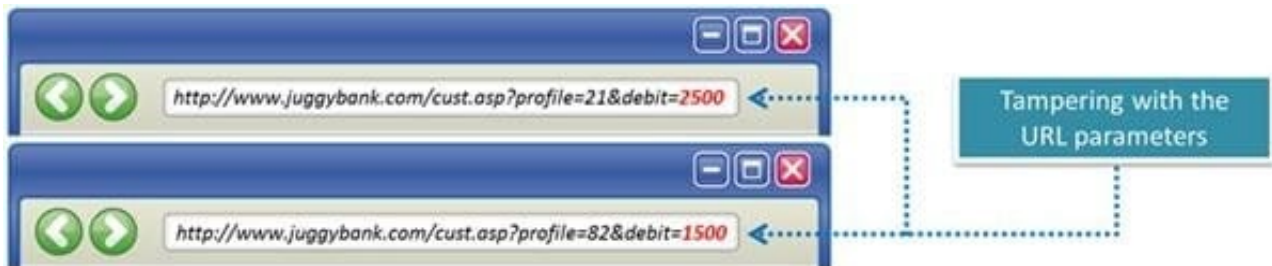 http://www.juggybank.com/cust.asp?profile=21&debit=2500
Tampering with the
URL parameters
http://www.juggybank.com/cust.asp?profile=82&debit=1500